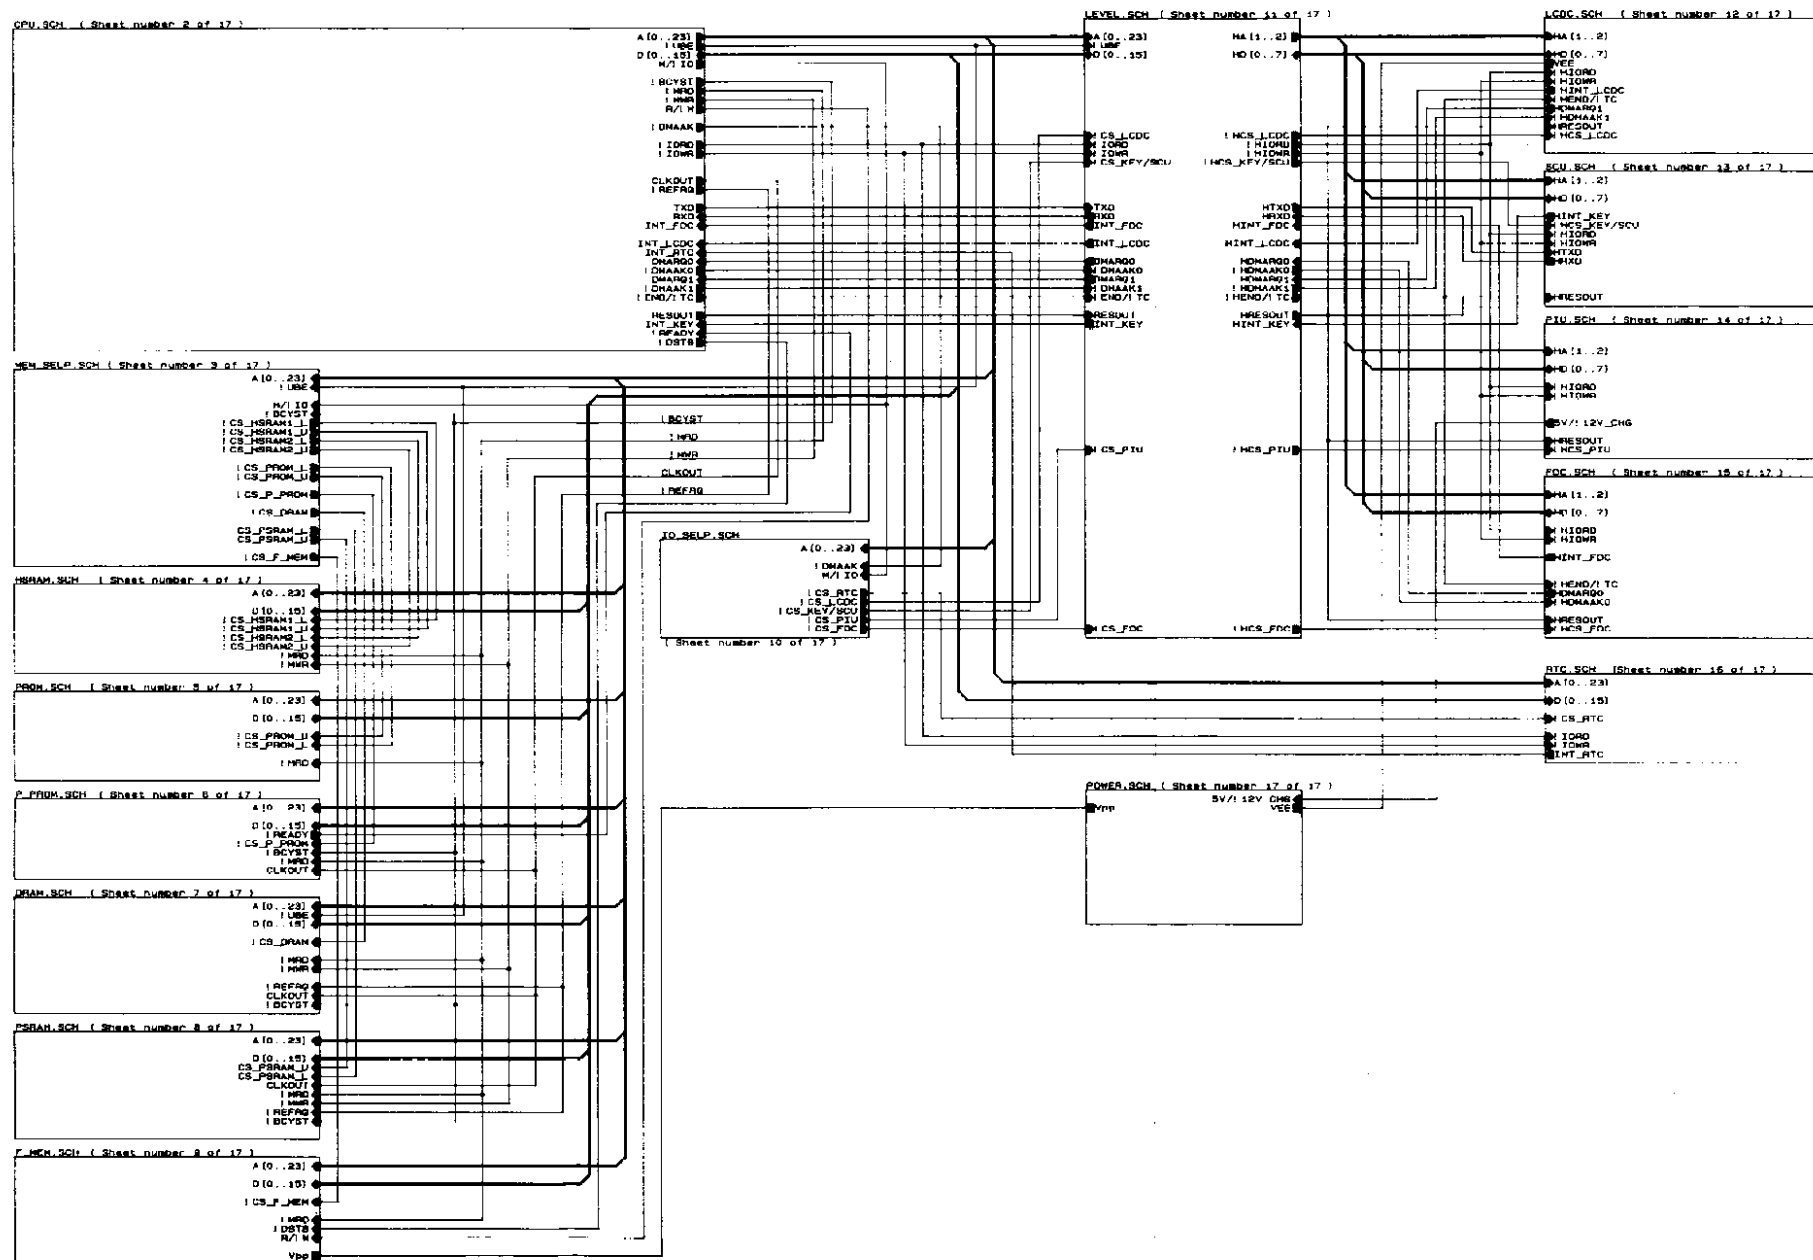 CPU.SCH ( Sheet number 2 of 17 )
A[0..23]
!UBE
D[0..15]
M/!IO
!BCYST
!MRD
!MWR
R/!W
!DMAAK
!IORD
!IOWR
CLKOUT
!REFRQ
TXD
RXD
INT_FDC
INT_LCDC
INT_RTC
DMARQ0
!DMAAK0
DMARQ1
!DMAAK1
!END/!TC
RESOUT
INT_KEY
!READY
!DSTB
MEM_SELP.SCH ( Sheet number 3 of 17 )
A[0..23]
!UBE
M/!IO
!BCYST
!CS_HSRAM1_L
!CS_HSRAM1_U
!CS_HSRAM2_L
!CS_HSRAM2_U
!CS_PROM_L
!CS_PROM_U
!CS_P_PROM
!CS_DRAM
CS_PSRAM_L
CS_PSRAM_U
!CS_F_MEM
HSRAM.SCH ( Sheet number 4 of 17 )
A[0..23]
D[0..15]
!CS_HSRAM1_L
!CS_HSRAM1_U
!CS_HSRAM2_L
!CS_HSRAM2_U
!MRD
!MWR
PROM.SCH ( Sheet number 5 of 17 )
A[0..23]
D[0..15]
!CS_PROM_U
!CS_PROM_L
!MRD
P_PROM.SCH ( Sheet number 6 of 17 )
A[0..23]
D[0..15]
!READY
!CS_P_PROM
!BCYST
!MRD
CLKOUT
DRAM.SCH ( Sheet number 7 of 17 )
A[0..23]
!UBE
D[0..15]
!CS_DRAM
!MRD
!MWR
!REFRQ
CLKOUT
!BCYST
PSRAM.SCH ( Sheet number 8 of 17 )
A[0..23]
D[0..15]
CS_PSRAM_U
CS_PSRAM_L
CLKOUT
!MRD
!MWR
!REFRQ
!BCYST
F_MEM.SCH ( Sheet number 9 of 17 )
A[0..23]
D[0..15]
!CS_F_MEM
!MRD
!DSTB
R/!W
Vpp
!BCYST
!MRD
!MWR
CLKOUT
!REFRQ
IO_SELP.SCH
A[0..23]
!DMAAK
M/!IO
!CS_RTC
!CS_LCDC
!CS_KEY/SCU
!CS_PIU
!CS_FDC
( Sheet number 10 of 17 )
LEVEL.SCH ( Sheet number 11 of 17 )
A[0..23] HA[1..2]
!UBE
D[0..15] HD[0..7]
!CS_LCDC !HCS_LCDC
!IORD !HIORD
!IOWR !HIOWR
!CS_KEY/SCU !HCS_KEY/SCU
TXD HTXD
RXD HRXD
INT_FDC HINT_FDC
INT_LCDC HINT_LCDC
DMARQ0 HDMARQ0
!DMAAK0 !HDMAAK0
DMARQ1 HDMARQ1
!DMAAK1 !HDMAAK1
!END/!TC !HEND/!TC
RESOUT HRESOUT
INT_KEY HINT_KEY
!CS_PIU !HCS_PIU
!CS_FDC !HCS_FDC
LCDC.SCH ( Sheet number 12 of 17 )
HA[1..2]
HD[0..7]
VEE
!HIORD
!HIOWR
HINT_LCDC
!HEND/!TC
HDMARQ1
!HDMAAK1
HRESOUT
!HCS_LCDC
SCU.SCH ( Sheet number 13 of 17 )
HA[1..2]
HD[0..7]
HINT_KEY
!HCS_KEY/SCU
!HIORD
!HIOWR
HTXD
HRXD
HRESOUT
PIU.SCH ( Sheet number 14 of 17 )
HA[1..2]
HD[0..7]
!HIORD
!HIOWR
5V/!12V_CHG
HRESOUT
!HCS_PIU
FDC.SCH ( Sheet number 15 of 17 )
HA[1..2]
HD[0..7]
!HIORD
!HIOWR
HINT_FDC
!HEND/!TC
HDMARQ0
!HDMAAK0
HRESOUT
!HCS_FDC
RTC.SCH (Sheet number 16 of 17 )
A[0..23]
D[0..15]
!CS_RTC
!IORD
!IOWR
INT_RTC
POWER.SCH ( Sheet number 17 of 17 )
5V/!12V_CHG
Vpp VEE